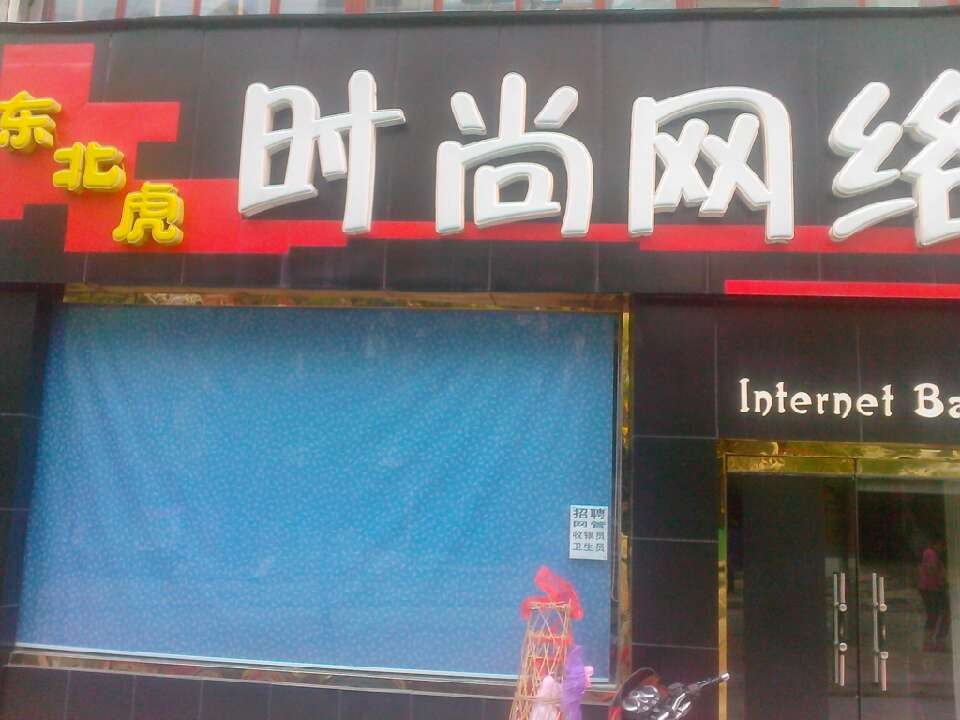 东北虎
时尚网络
Internet Ba
招聘
网管
收银员
卫生员